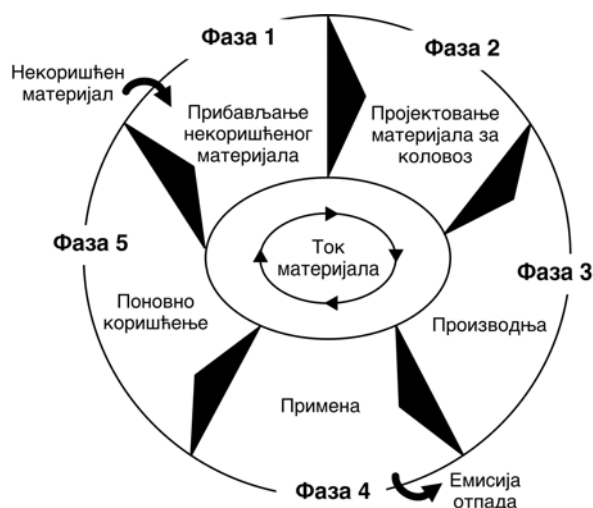 Фаза 1
Фаза 2
Некоришћен
материјал
Прибављање
некоришћеног
материјала
Пројектовање
материјала за
коловоз
Фаза 5
Ток
материјала
Фаза 3
Поновно
коришћење
Производња
Примена
Фаза 4
Емисија
отпада